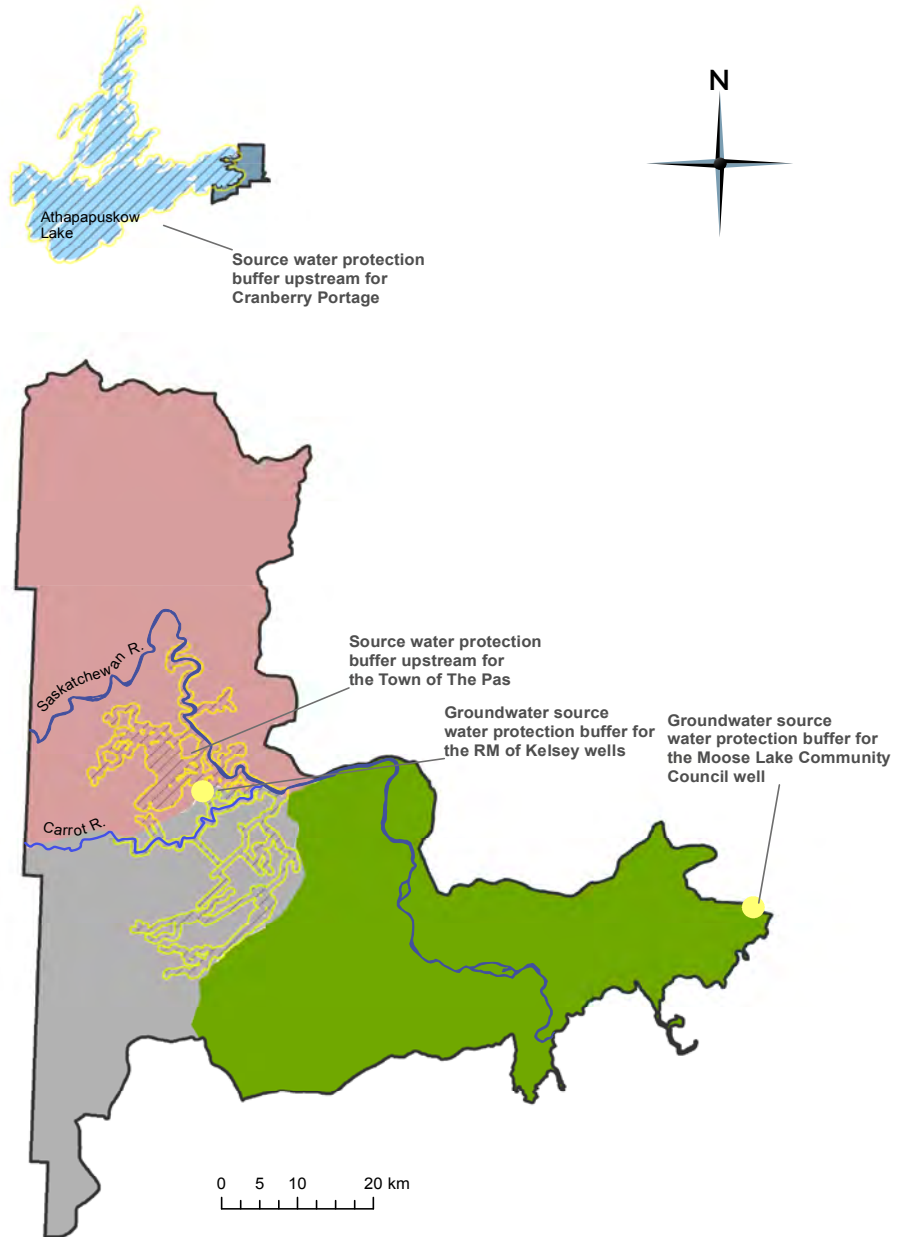 N
Athapapuskow
Lake
Source water protection
buffer upstream for
Cranberry Portage
Saskatchewan R.
Source water protection
buffer upstream for
the Town of The Pas
Groundwater source
water protection buffer for
the RM of Kelsey wells
Groundwater source
water protection buffer for
the Moose Lake Community
Council well
Carrot R.
0 5 10 20 km